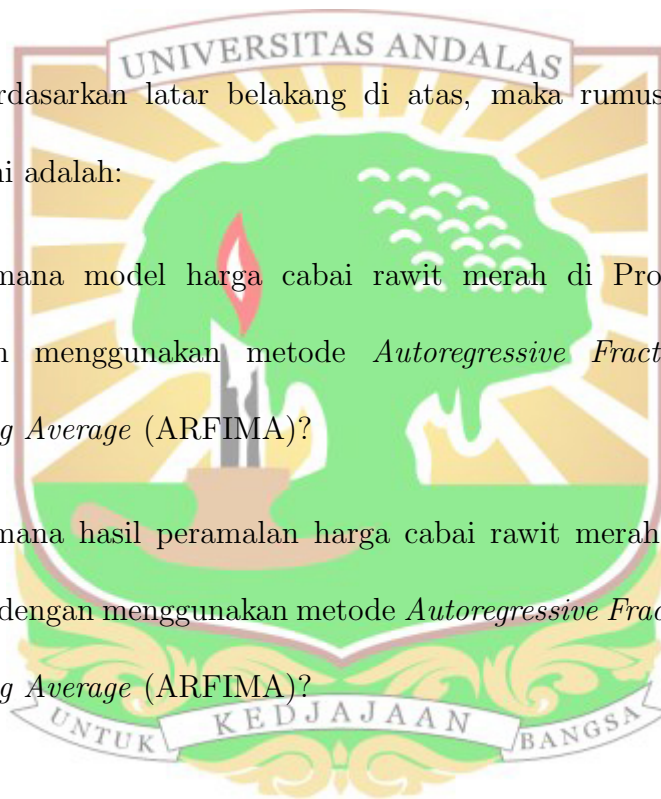 UNIVERSITAS ANDALAS
rdasarkan latar belakang di atas, maka rumus
ni adalah:
mana model harga cabai rawit merah di Pro
n menggunakan metode Autoregressive Fract
g Average (ARFIMA)?
mana hasil peramalan harga cabai rawit merah
dengan menggunakan metode Autoregressive Frac
g Average (ARFIMA)?
UNTUK KEDJAJAAN BANGSA